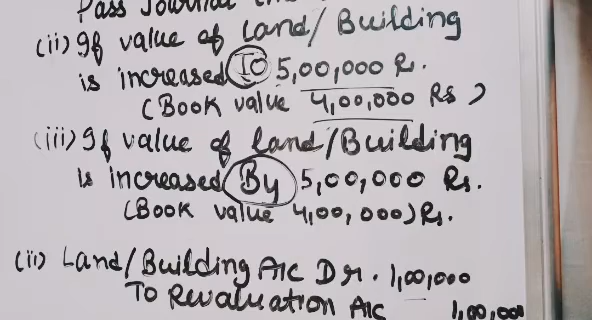 Pass Journal
(ii) If value of Land/Building
is increased To 5,00,000 R.
(Book value 4,00,000 Rs)
(iii) If value of land/Building
is increased By 5,00,000 Rs.
(Book value 4,00,000) R.
(ii) Land/Building A/c Dr. 1,00,000
To Revaluation A/c 1,00,000